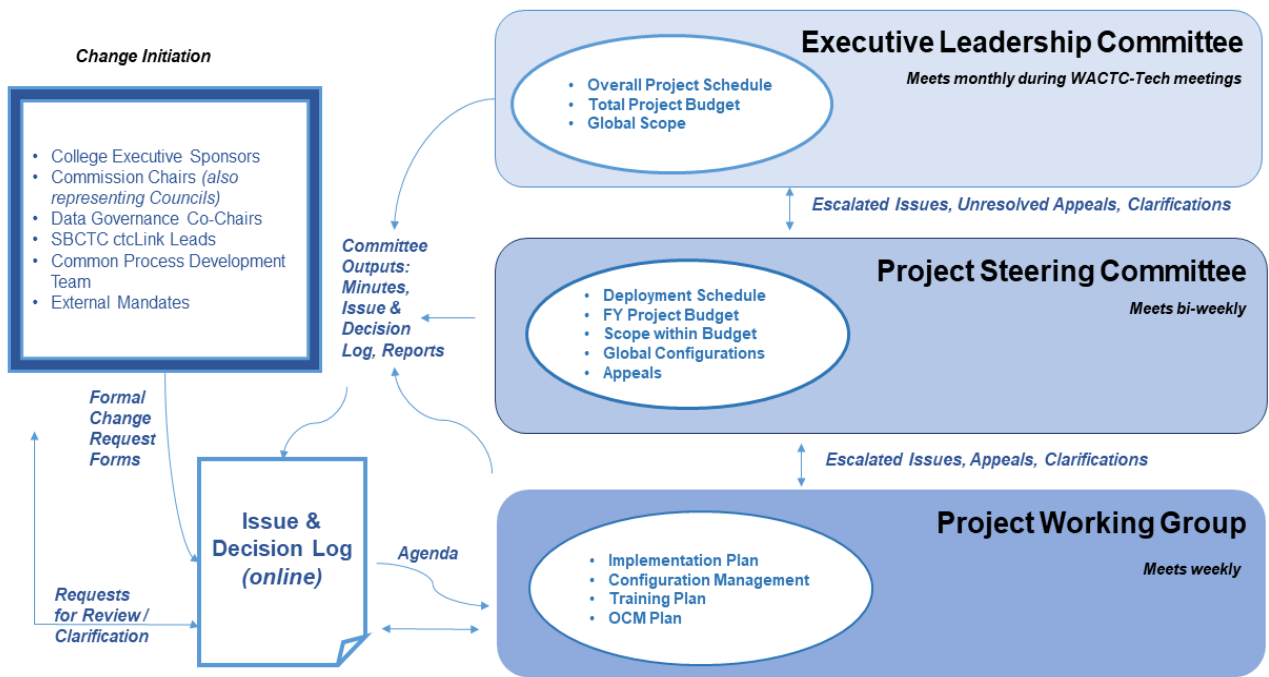 Change Initiation
• College Executive Sponsors
• Commission Chairs (also
representing Councils)
• Data Governance Co-Chairs
• SBCTC ctcLink Leads
• Common Process Development
Team
• External Mandates
Formal
Change
Request
Forms
Requests
for Review/
Clarification
Issue &
Decision Log
(online)
Agenda
Committee
Outputs:
Minutes,
Issue &
Decision
Log, Reports
Executive Leadership Committee
Meets monthly during WACTC-Tech meetings
• Overall Project Schedule
• Total Project Budget
• Global Scope
Escalated Issues, Unresolved Appeals, Clarifications
Project Steering Committee
Meets bi-weekly
• Deployment Schedule
• FY Project Budget
• Scope within Budget
• Global Configurations
• Appeals
Escalated Issues, Appeals, Clarifications
Project Working Group
Meets weekly
• Implementation Plan
• Configuration Management
• Training Plan
• OCM Plan